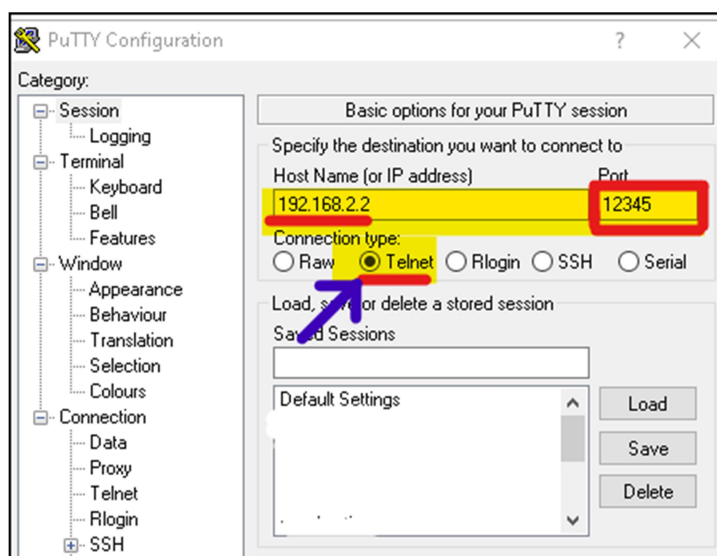 PuTTY Configuration ? ×
Category:
Session
Logging
Terminal
Keyboard
Bell
Features
Window
Appearance
Behaviour
Translation
Selection
Colours
Connection
Data
Proxy
Telnet
Rlogin
SSH
Basic options for your PuTTY session
Specify the destination you want to connect to
Host Name (or IP address) Port
192.168.2.2 12345
Connection type:
Raw Telnet Rlogin SSH Serial
Load, save or delete a stored session
Saved Sessions
Default Settings
Load
Save
Delete